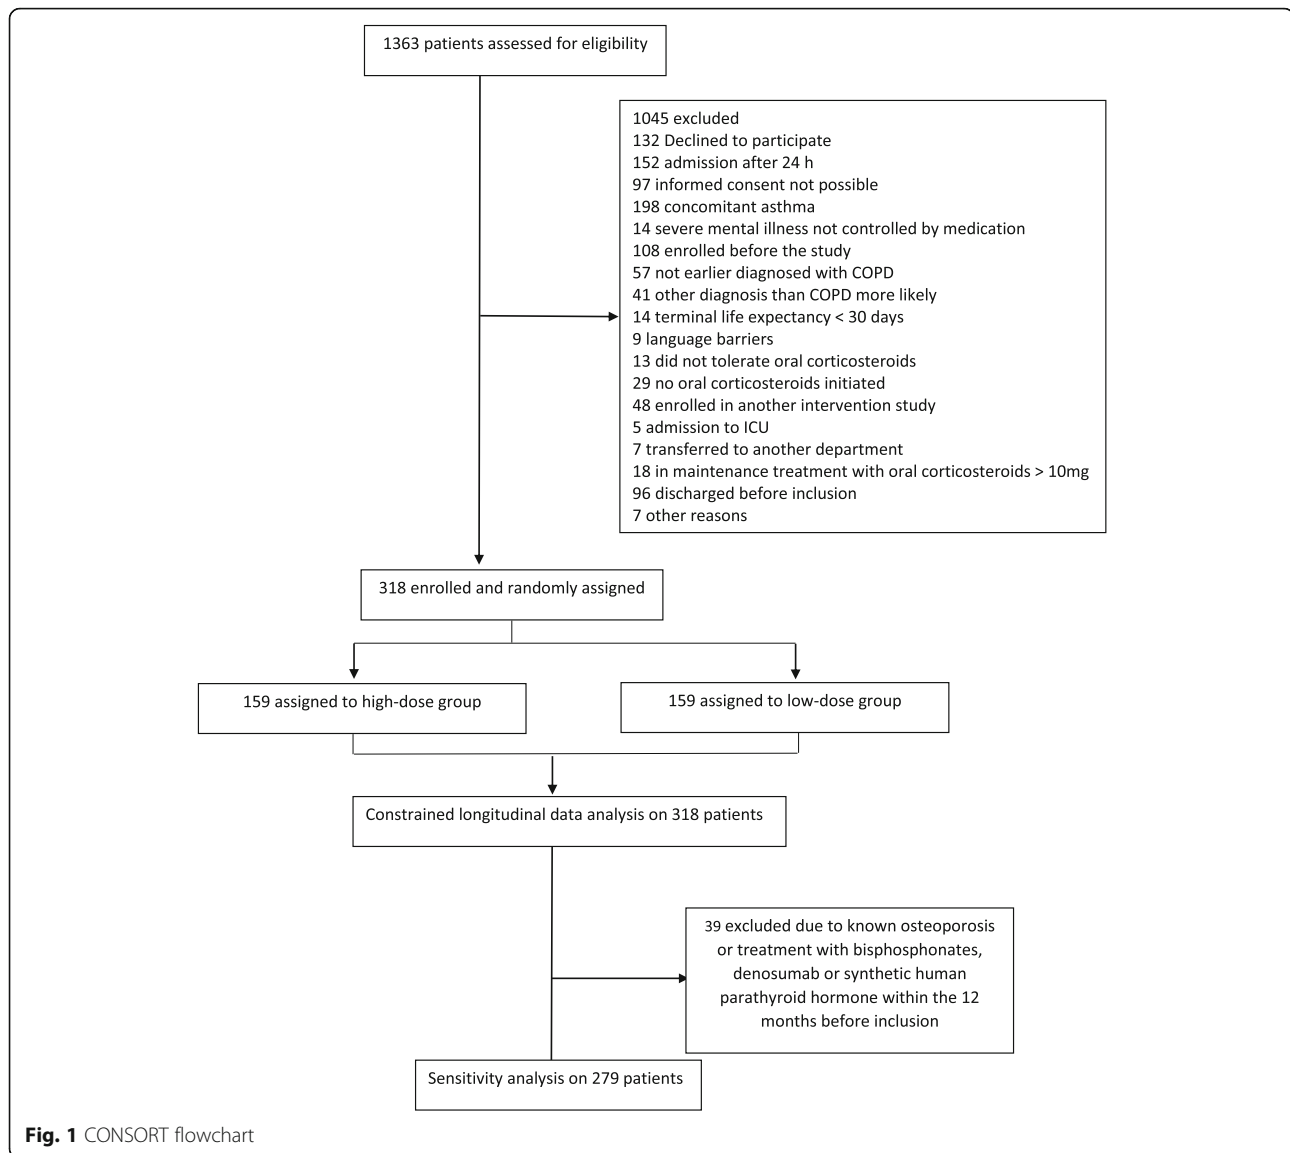 1363 patients assessed for eligibility
1045 excluded
132 Declined to participate
152 admission after 24 h
97 informed consent not possible
198 concomitant asthma
14 severe mental illness not controlled by medication
108 enrolled before the study
57 not earlier diagnosed with COPD
41 other diagnosis than COPD more likely
14 terminal life expectancy < 30 days
9 language barriers
13 did not tolerate oral corticosteroids
29 no oral corticosteroids initiated
48 enrolled in another intervention study
5 admission to ICU
7 transferred to another department
18 in maintenance treatment with oral corticosteroids > 10mg
96 discharged before inclusion
7 other reasons
318 enrolled and randomly assigned
159 assigned to high-dose group
159 assigned to low-dose group
Constrained longitudinal data analysis on 318 patients
39 excluded due to known osteoporosis
or treatment with bisphosphonates,
denosumab or synthetic human
parathyroid hormone within the 12
months before inclusion
Sensitivity analysis on 279 patients
Fig. 1 CONSORT flowchart